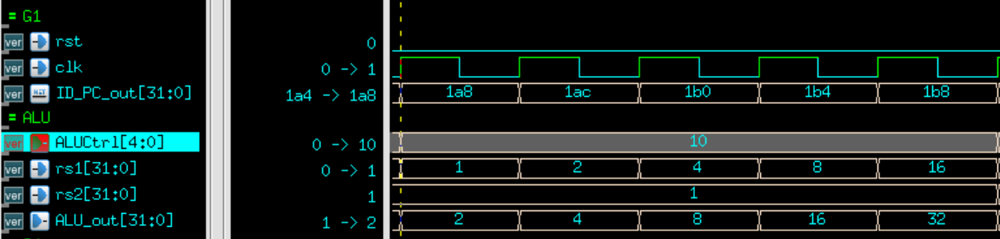 = G1
ver rst 0
ver clk 0 -> 1
ver NET ID_PC_out[31:0] 1a4 -> 1a8 1a8 1ac 1b0 1b4 1b8
= ALU
ver ALUCtrl[4:0] 0 -> 10 10
ver rs1[31:0] 0 -> 1 1 2 4 8 16
ver rs2[31:0] 1 1
ver ALU_out[31:0] 1 -> 2 2 4 8 16 32